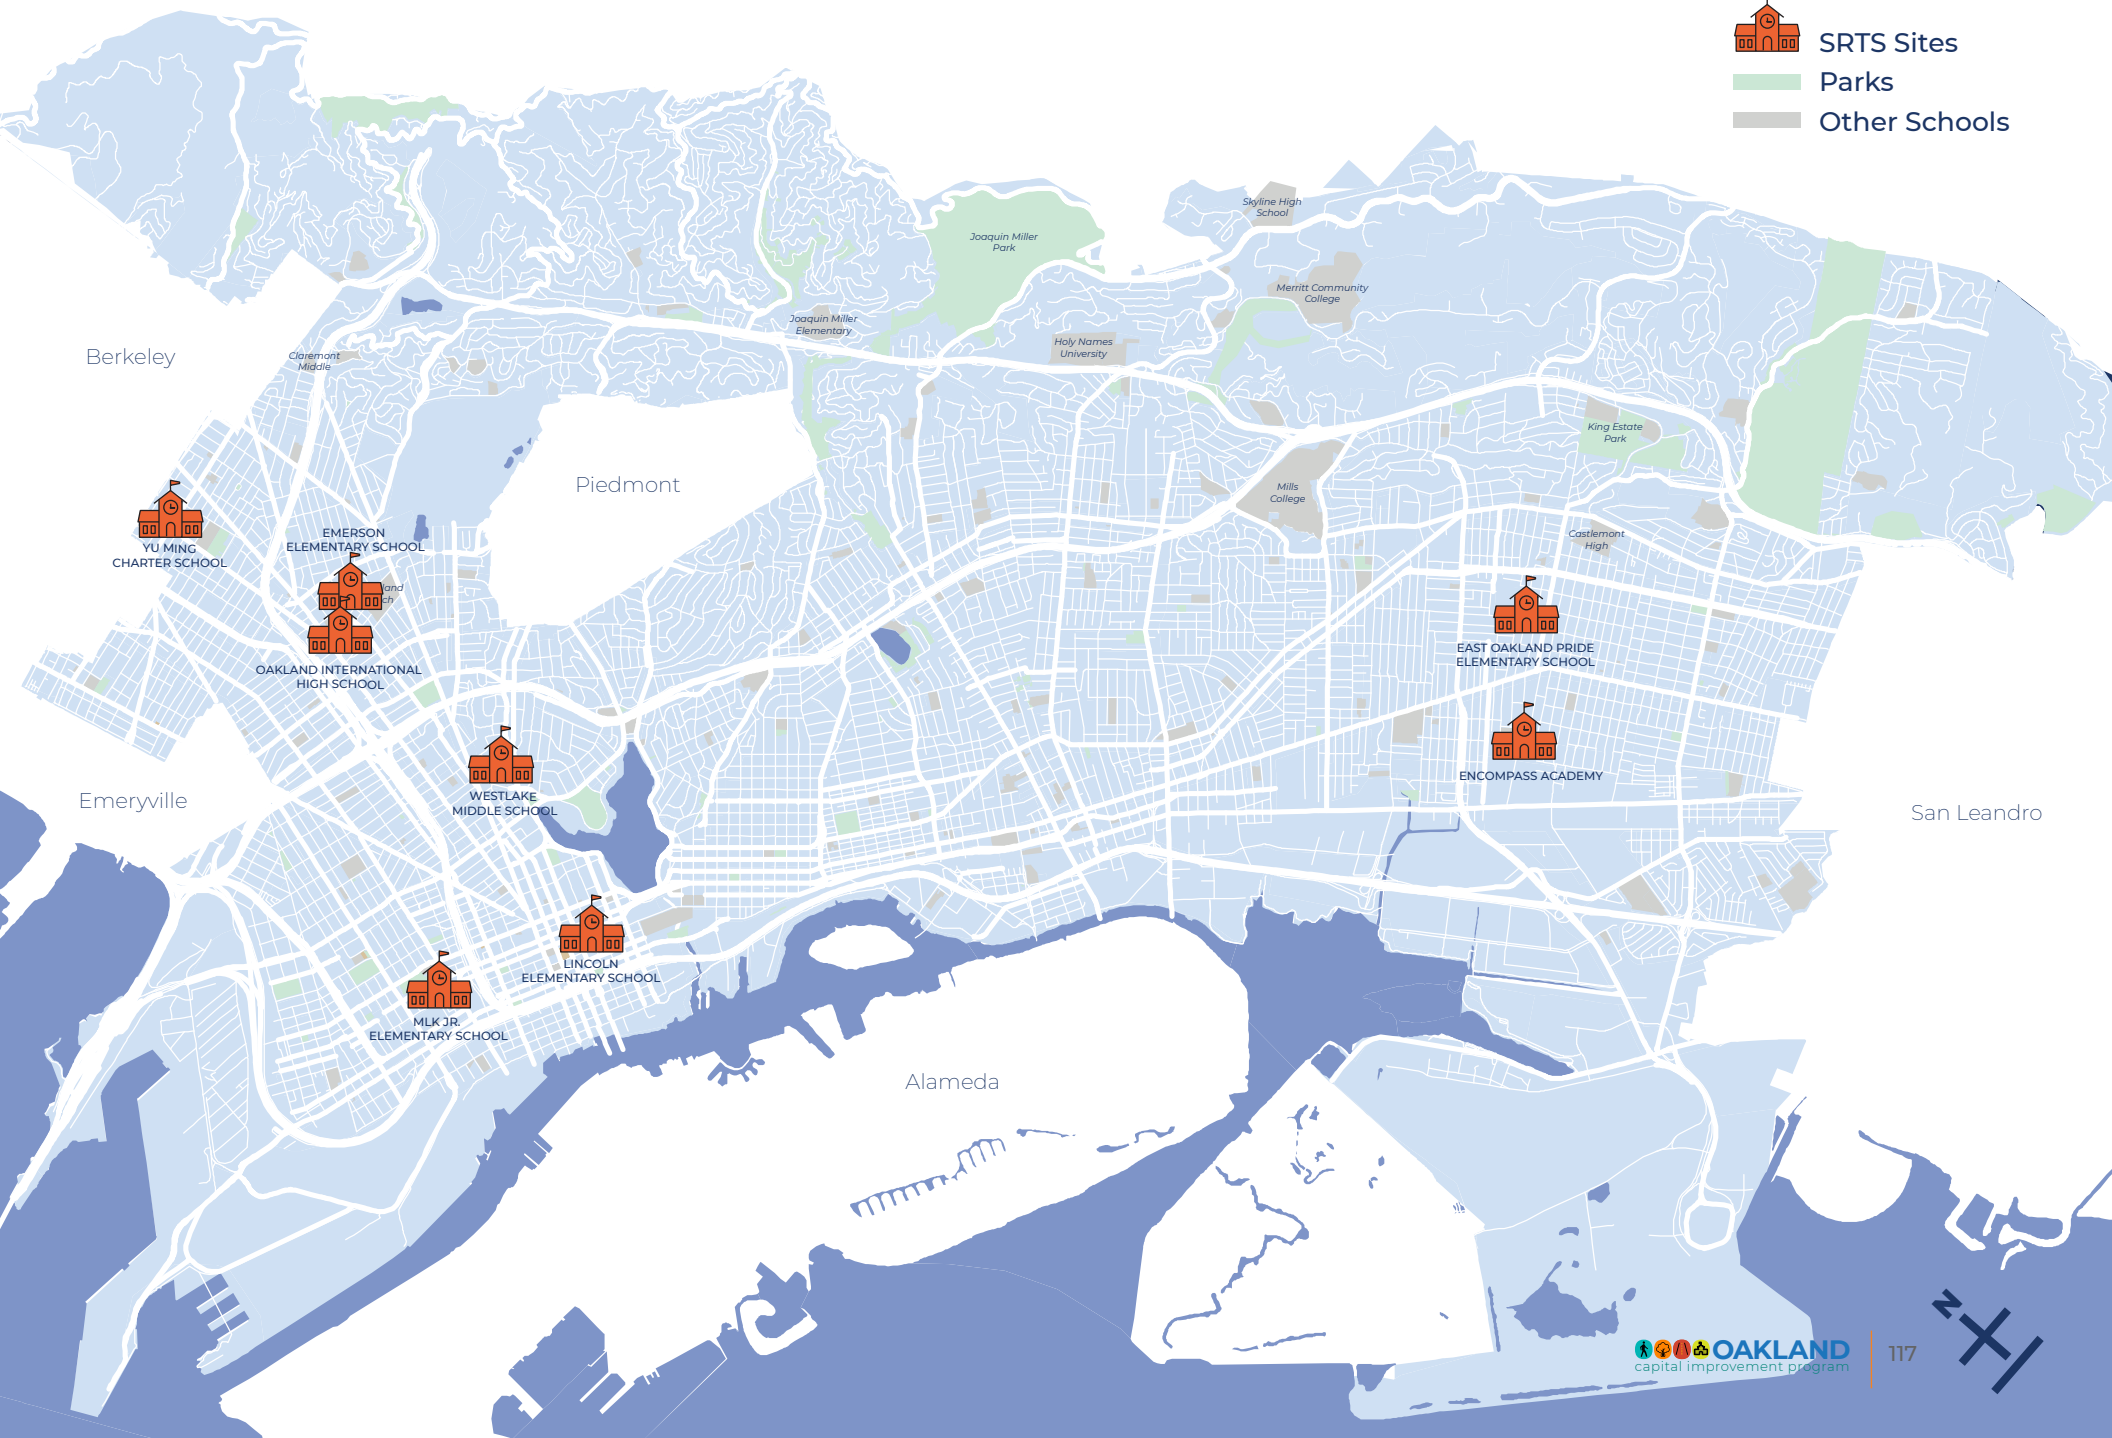 SRTS Sites
Parks
Other Schools
Skyline High
School
Joaquin Miller
Park
Merritt Community
College
Joaquin Miller
Elementary
Holy Names
University
Berkeley
Claremont
Middle
King Estate
Park
Piedmont
Mills
College
EMERSON
ELEMENTARY SCHOOL
YU MING
CHARTER SCHOOL
Castlemont
High
OAKLAND INTERNATIONAL
HIGH SCHOOL
EAST OAKLAND PRIDE
ELEMENTARY SCHOOL
ENCOMPASS ACADEMY
WESTLAKE
MIDDLE SCHOOL
Emeryville
San Leandro
LINCOLN
ELEMENTARY SCHOOL
MLK JR.
ELEMENTARY SCHOOL
Alameda
N
OAKLAND
capital improvement program
117